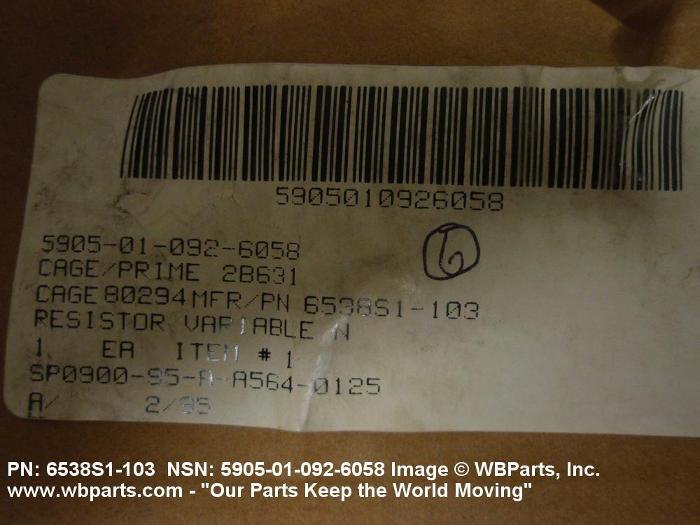 5905010926058
5905-01-092-6058
6
CAGE/PRIME 2B631
CAGE 80294 MFR/PN 6538S1-103
RESISTOR VARIABLE N
1 EA ITEM # 1
SP0900-95-A-A564-0125
A/ 2/95
PN: 6538S1-103 NSN: 5905-01-092-6058 Image © WBParts, Inc.
www.wbparts.com - "Our Parts Keep the World Moving"